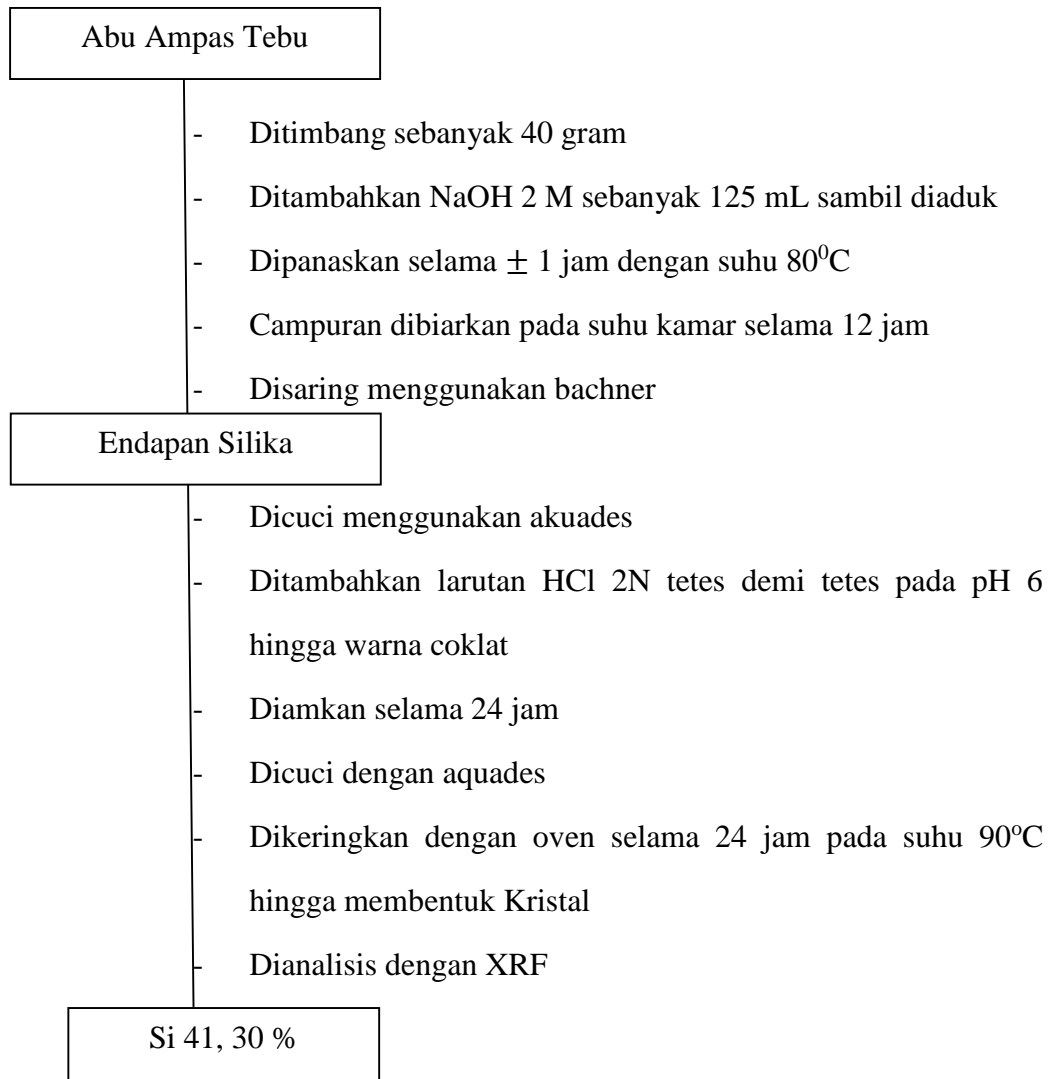 Abu Ampas Tebu
- Ditimbang sebanyak 40 gram
- Ditambahkan NaOH 2 M sebanyak 125 mL sambil diaduk
- Dipanaskan selama ± 1 jam dengan suhu 80⁰C
- Campuran dibiarkan pada suhu kamar selama 12 jam
- Disaring menggunakan bachner
Endapan Silika
- Dicuci menggunakan akuades
- Ditambahkan larutan HCl 2N tetes demi tetes pada pH 6
hingga warna coklat
- Diamkan selama 24 jam
- Dicuci dengan aquades
- Dikeringkan dengan oven selama 24 jam pada suhu 90ᵒC
hingga membentuk Kristal
- Dianalisis dengan XRF
Si 41, 30 %